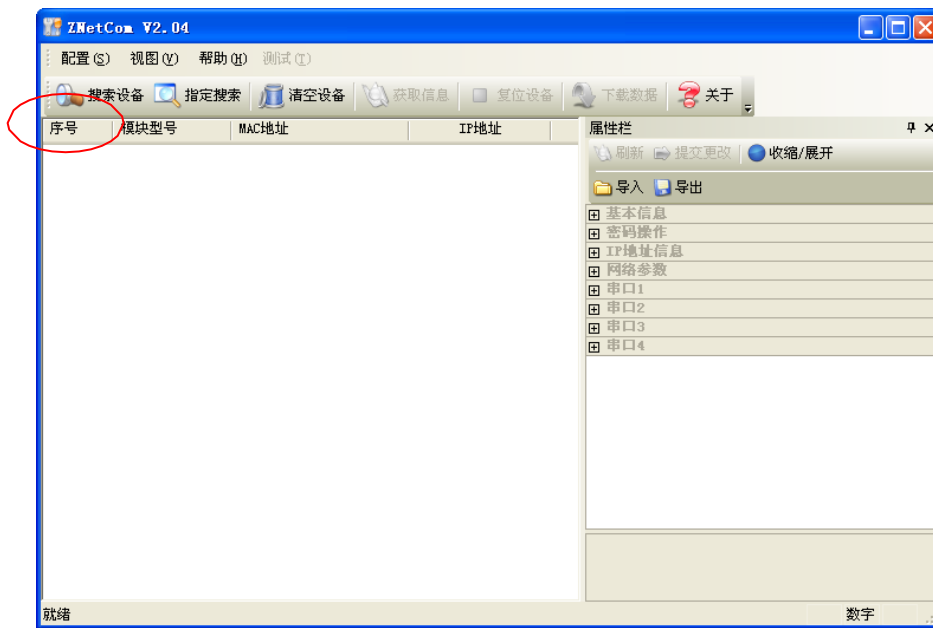 ZNetCom V2.04
配置(S) 视图(V) 帮助(H) 测试(T)
搜索设备 指定搜索 清空设备 获取信息 复位设备 下载数据 关于
序号 模块型号 MAC地址 IP地址
属性栏
刷新 提交更改 收缩/展开
导入 导出
基本信息
密码操作
IP地址信息
网络参数
串口1
串口2
串口3
串口4
就绪 数字